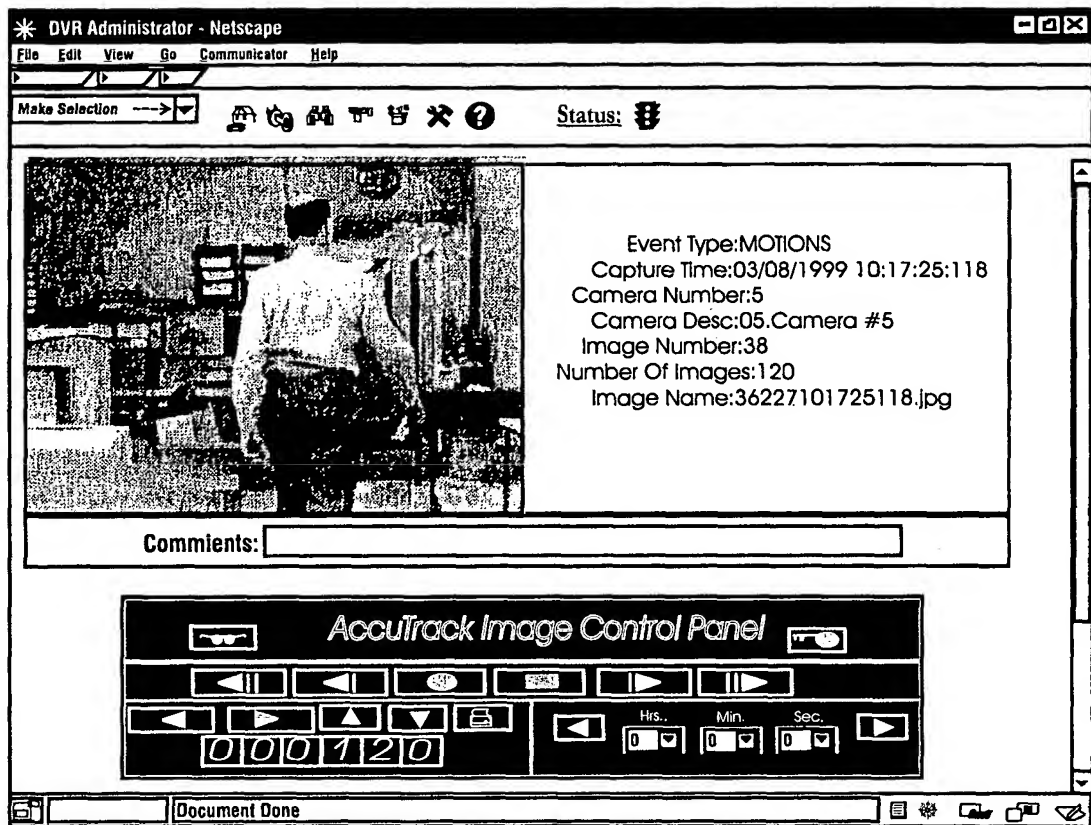 DVR Administrator - Netscape
File Edit View Go Communicator Help
Make Selection ---->
Status:
Event Type:MOTIONS
Capture Time:03/08/1999 10:17:25:118
Camera Number:5
Camera Desc:05.Camera #5
Image Number:38
Number Of Images:120
Image Name:36227101725118.jpg
Commients:
AccuTrack Image Control Panel
Hrs.. Min. Sec.
0 0 0
000120
Document Done